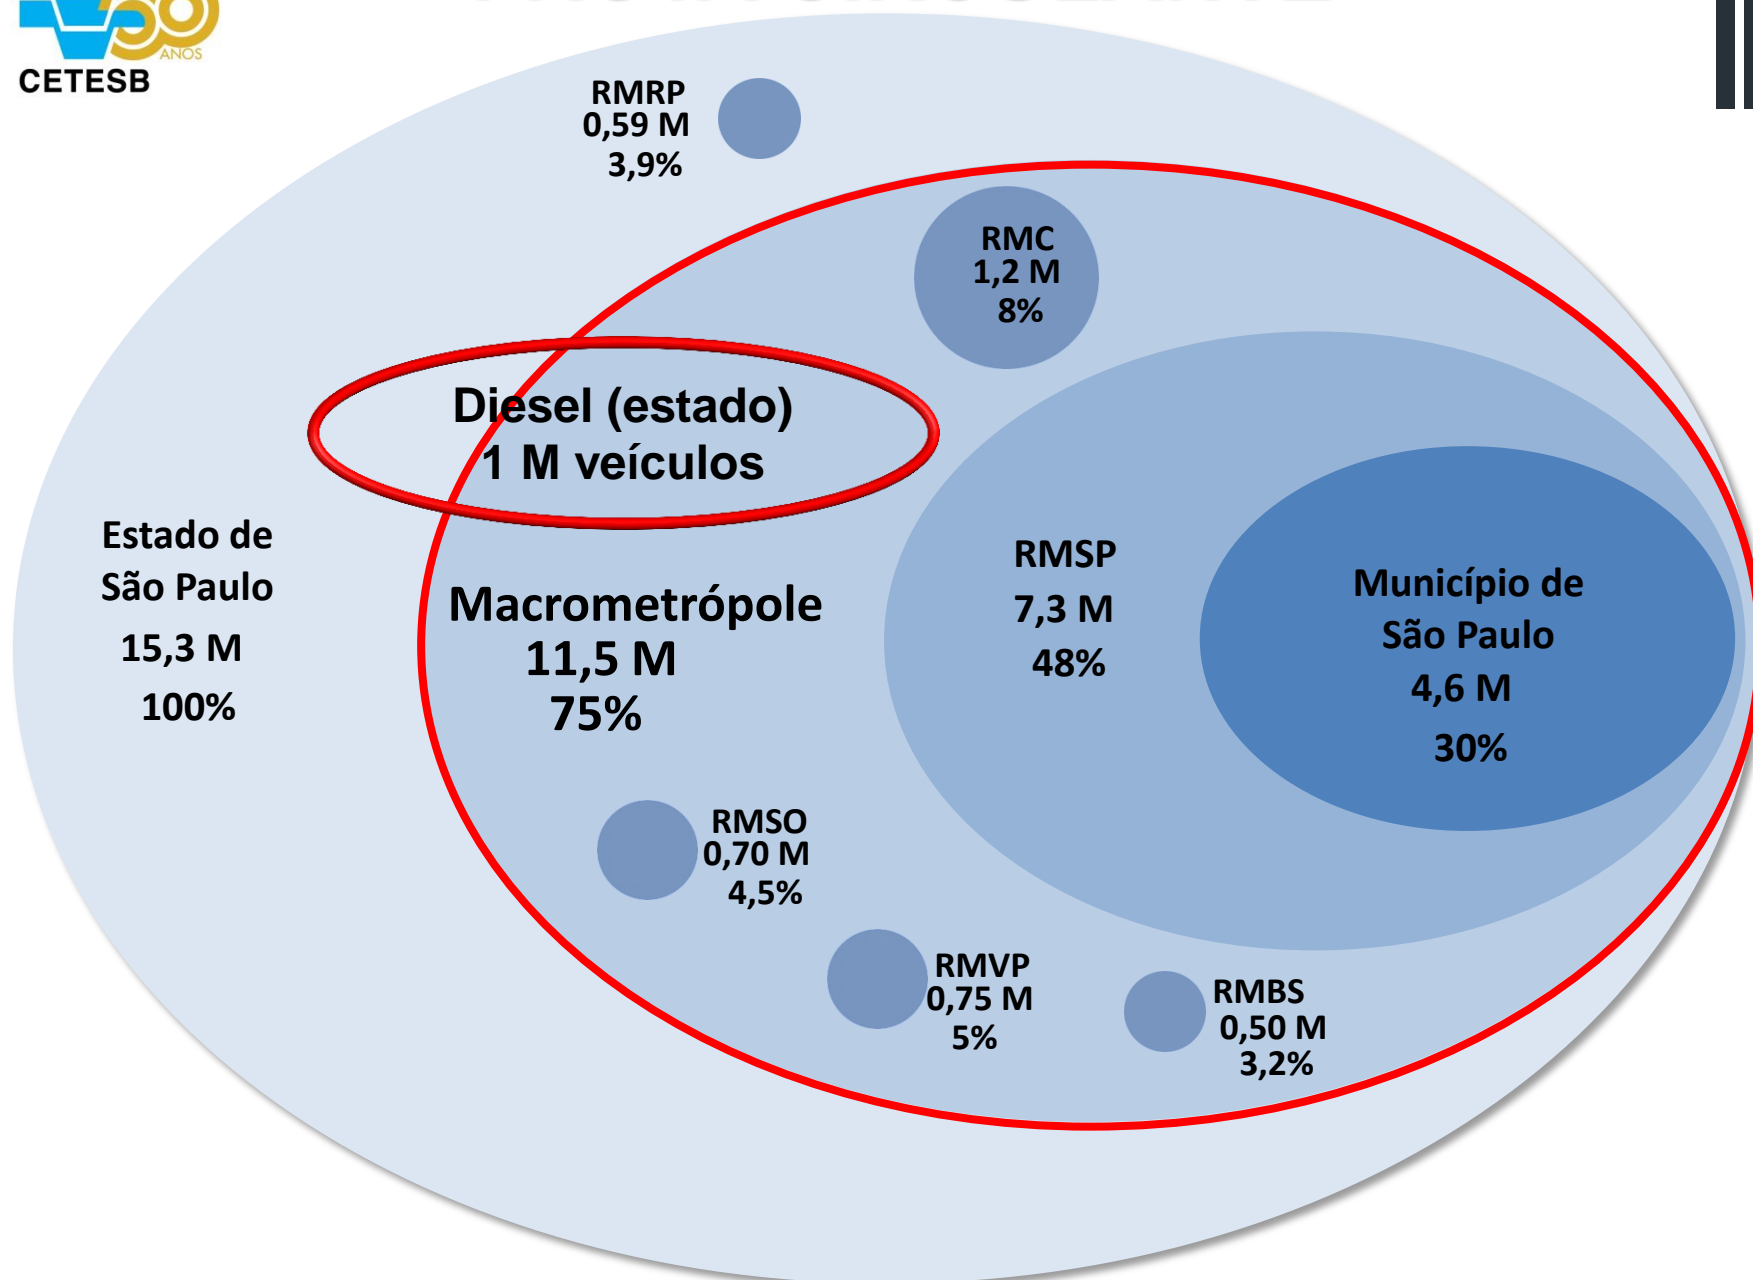 50
ANOS
CETESB
RMRP
0,59 M
3,9%
RMC
1,2 M
8%
Diesel (estado)
1 M veículos
Estado de
São Paulo
15,3 M
100%
Macrometrópole
11,5 M
75%
RMSP
7,3 M
48%
Município de
São Paulo
4,6 M
30%
RMSO
0,70 M
4,5%
RMVP
0,75 M
5%
RMBS
0,50 M
3,2%